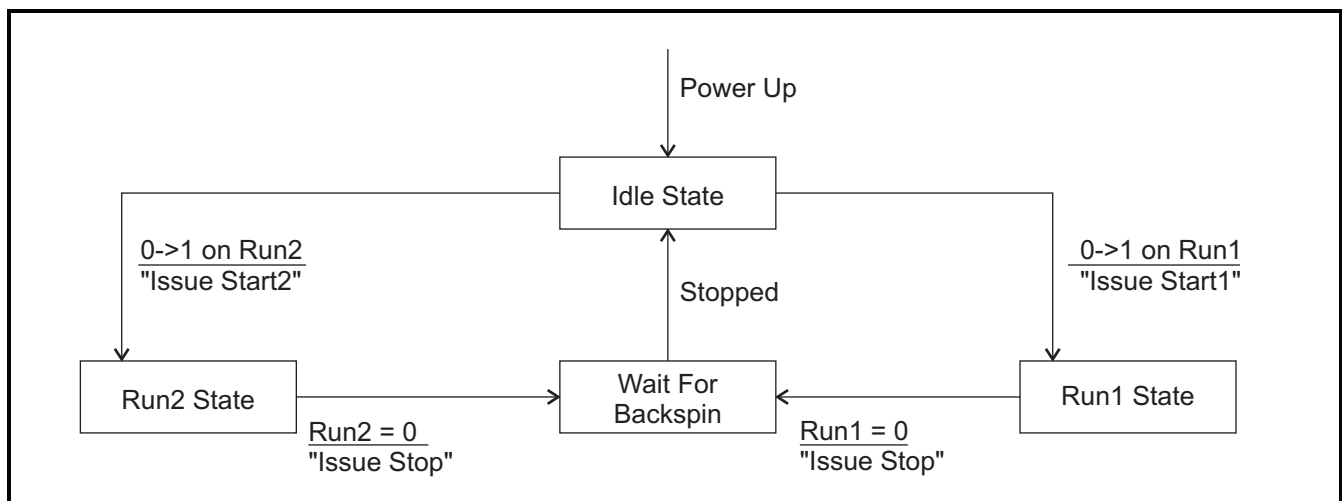 Power Up
Idle State
0->1 on Run2
"Issue Start2"
0->1 on Run1
"Issue Start1"
Stopped
Run2 State
Wait For
Backspin
Run1 State
Run2 = 0
"Issue Stop"
Run1 = 0
"Issue Stop"